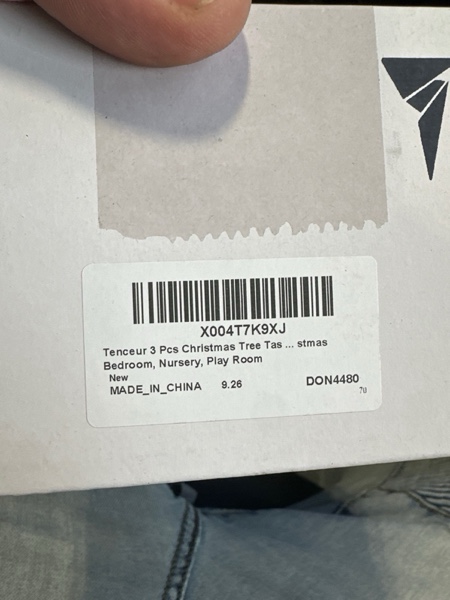 X004T7K9XJ
Tenceur 3 Pcs Christmas Tree Tas ... stmas
Bedroom, Nursery, Play Room
New
MADE_IN_CHINA 9.26 DON4480
7u